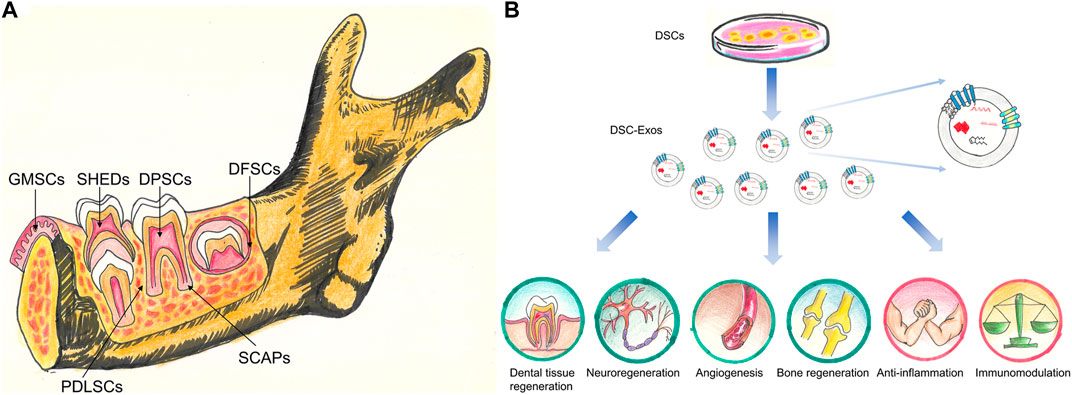 A
GMSCs
SHEDs
DPSCs
DFSCs
SCAPs
PDLSCs
B
DSCs
DSC-Exos
Dental tissue
regeneration
Neuroregeneration
Angiogenesis
Bone regeneration
Anti-inflammation
Immunomodulation